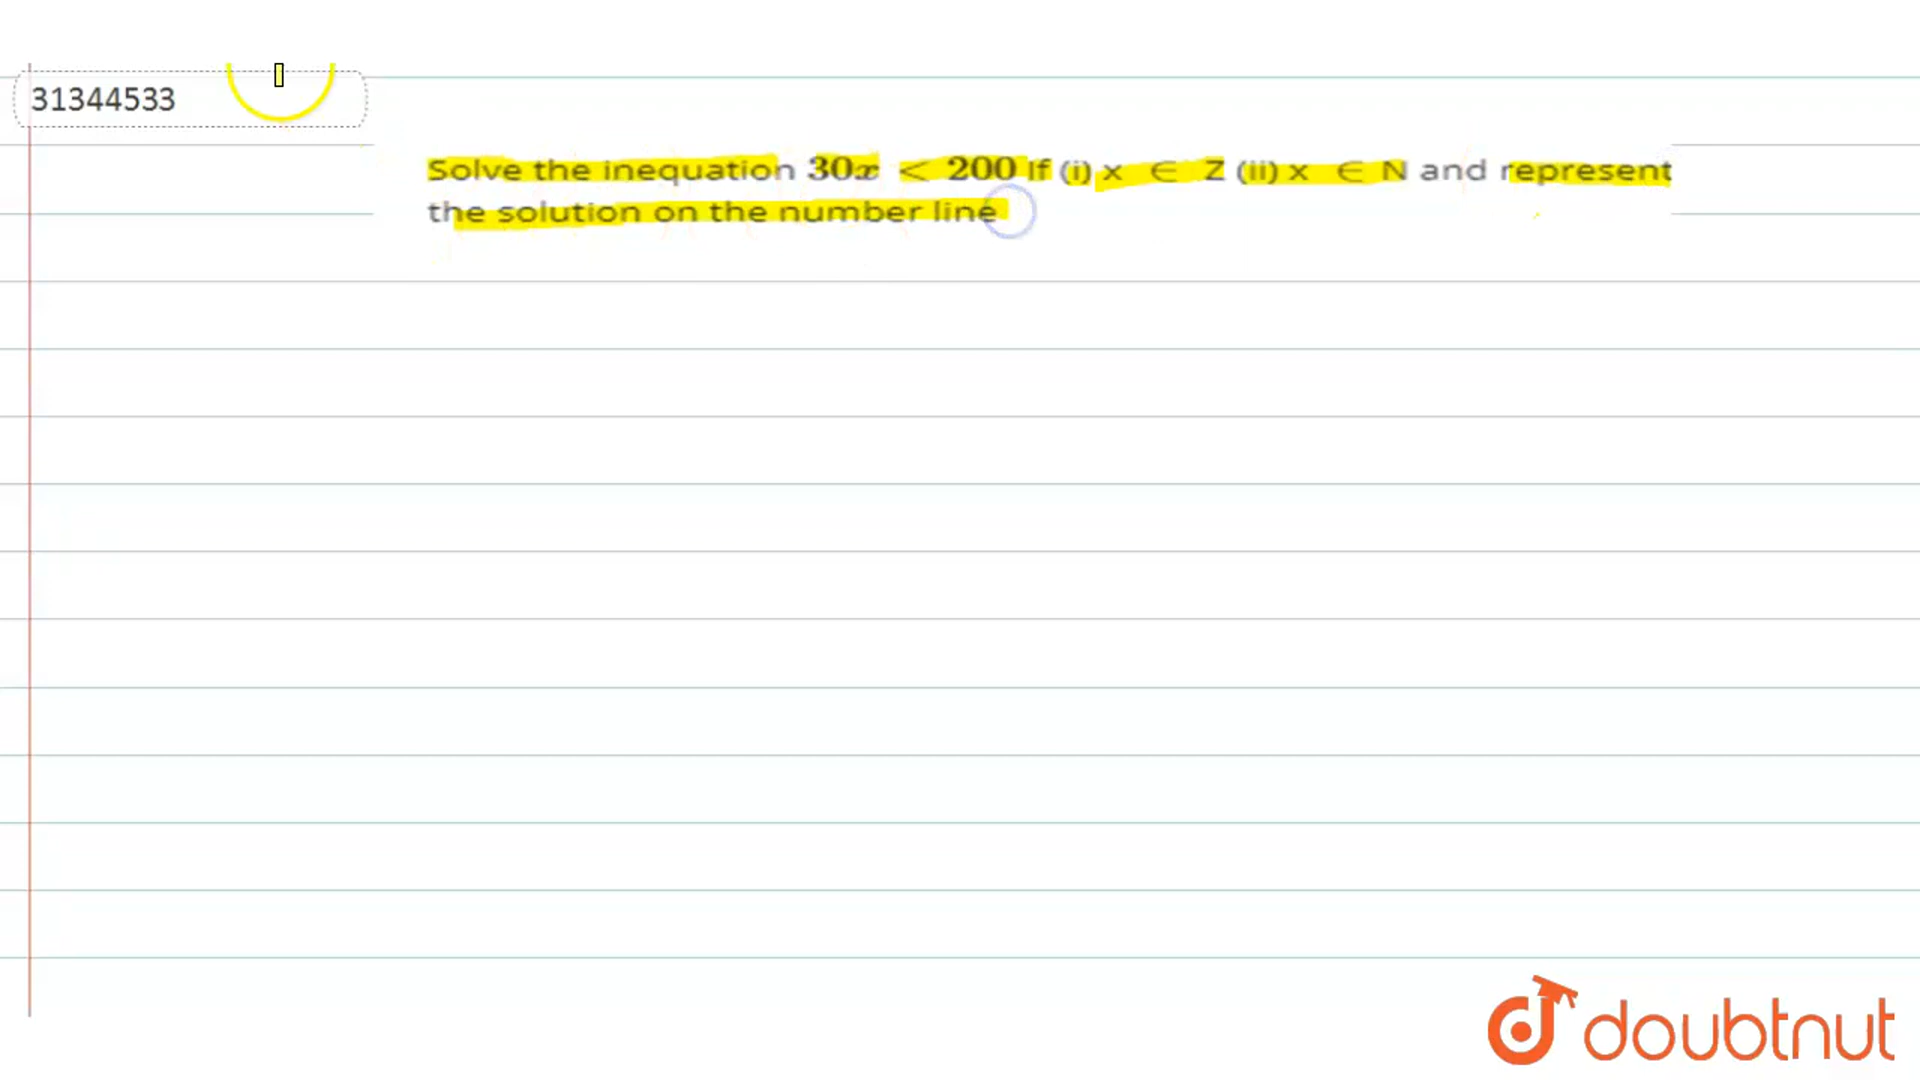 31344533
Solve the inequation 30x < 200 If (i) x ∈ Z (ii) x ∈ N and represent
the solution on the number line
doubtnut